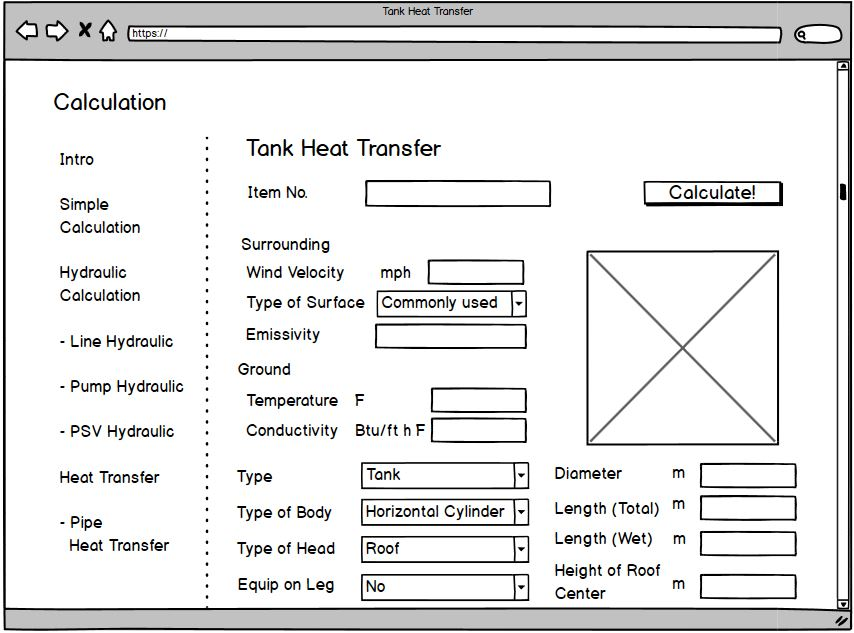 Tank Heat Transfer
https://
Calculation
Intro
Simple
Calculation
Hydraulic
Calculation
- Line Hydraulic
- Pump Hydraulic
- PSV Hydraulic
Heat Transfer
- Pipe
Heat Transfer
Tank Heat Transfer
Item No.
Calculate!
Surrounding
Wind Velocity mph
Type of Surface Commonly used
Emissivity
Ground
Temperature F
Conductivity Btu/ft h F
Type Tank
Type of Body Horizontal Cylinder
Type of Head Roof
Equip on Leg No
Diameter m
Length (Total) m
Length (Wet) m
Height of Roof
Center m